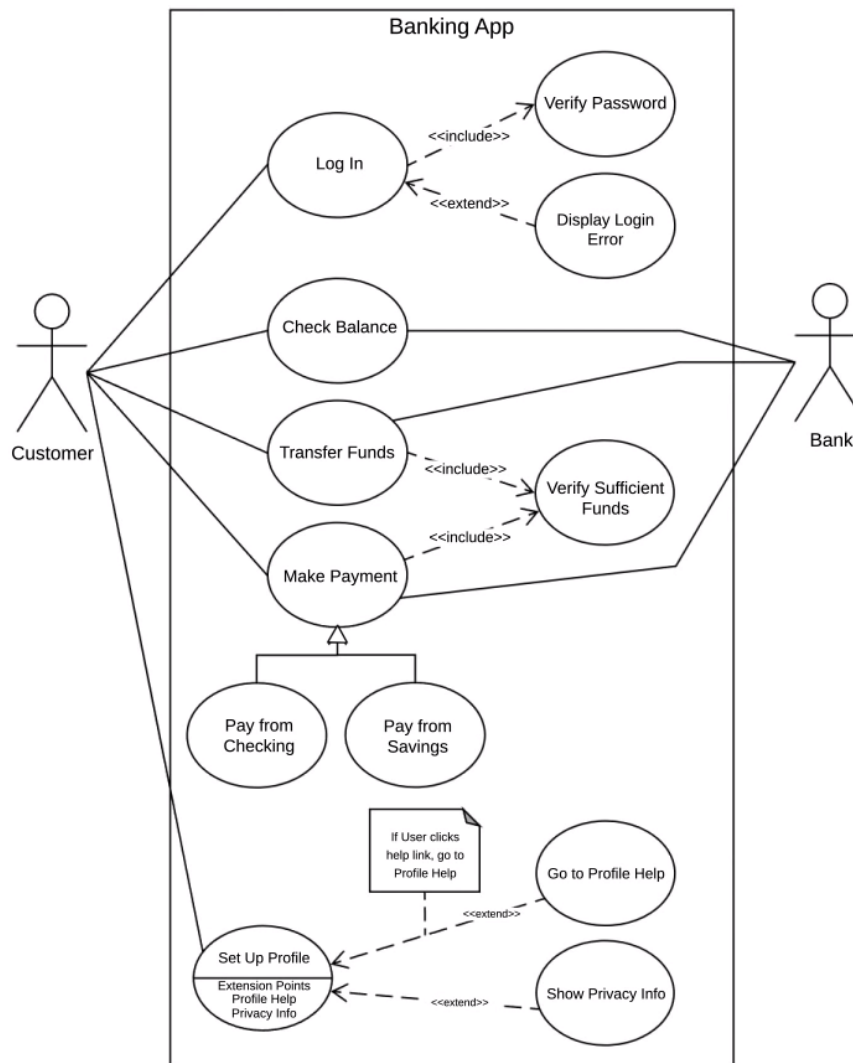 Banking App
Verify Password
<<include>>
Log In
<<extend>>
Display Login
Error
Check Balance
Customer
Bank
Transfer Funds
<<include>>
Verify Sufficient
Funds
<<include>>
Make Payment
Pay from
Checking
Pay from
Savings
If User clicks
help link, go to
Profile Help
Go to Profile Help
<<extend>>
Set Up Profile
Extension Points
Profile Help
Privacy Info
<<extend>>
Show Privacy Info